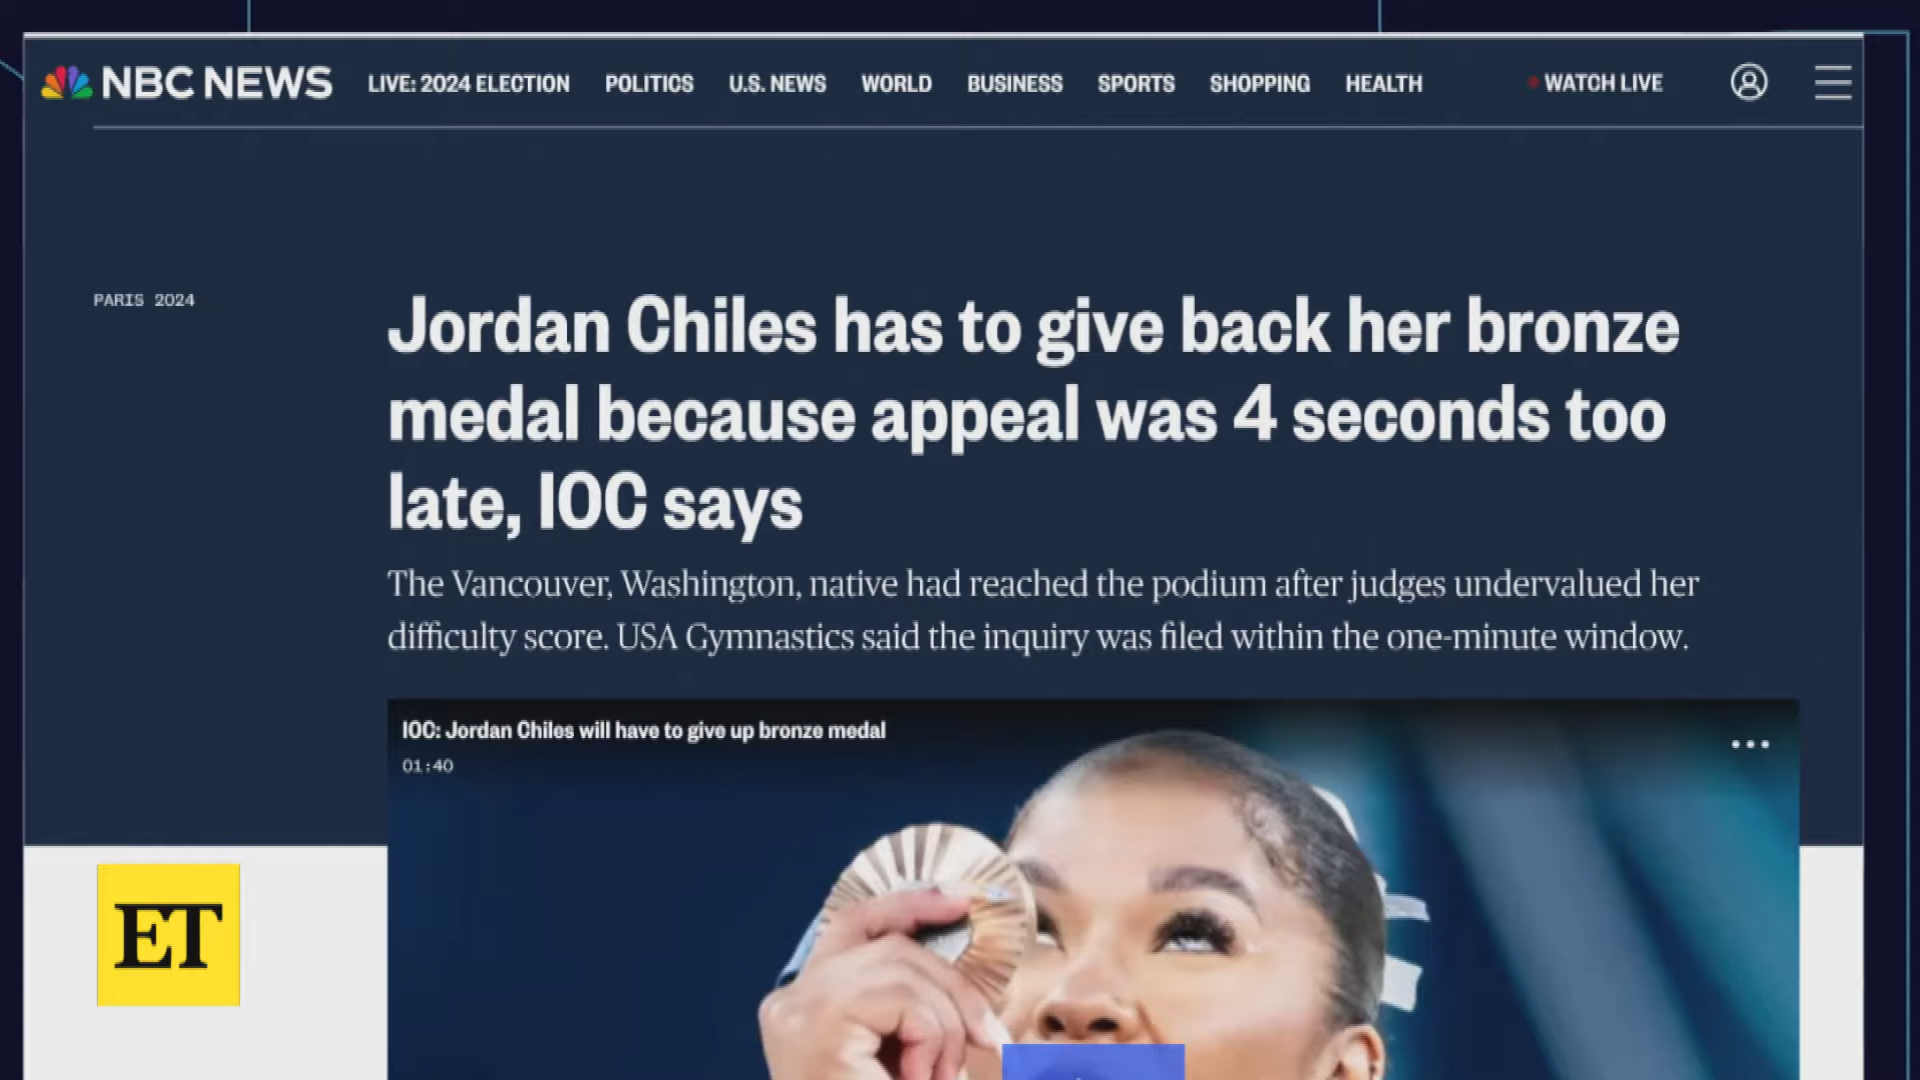 NBC NEWS LIVE: 2024 ELECTION POLITICS U.S. NEWS WORLD BUSINESS SPORTS SHOPPING HEALTH WATCH LIVE
PARIS 2024
Jordan Chiles has to give back her bronze
medal because appeal was 4 seconds too
late, IOC says
The Vancouver, Washington, native had reached the podium after judges undervalued her
difficulty score. USA Gymnastics said the inquiry was filed within the one-minute window.
IOC: Jordan Chiles will have to give up bronze medal
01:40
ET